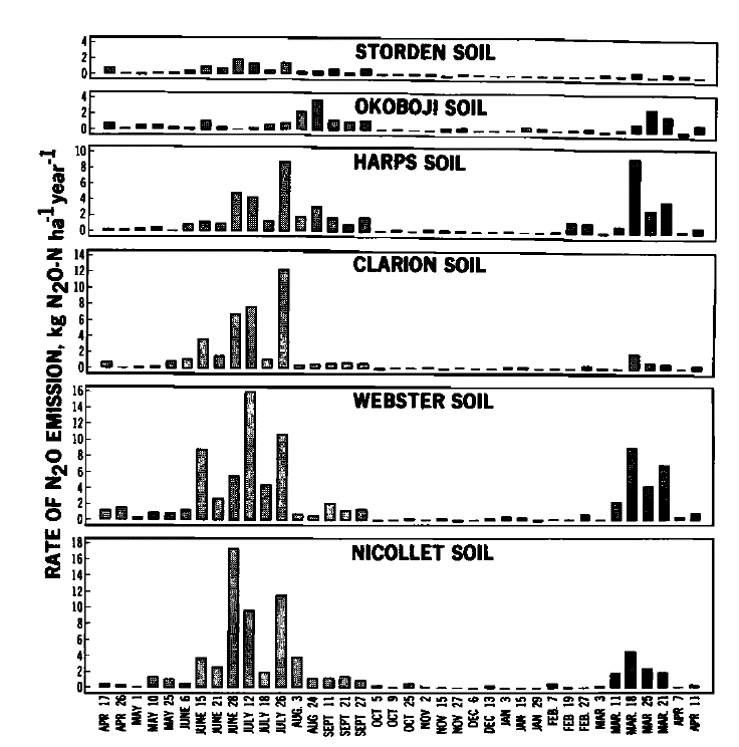 RATE OF N2O EMISSION, kg N2O-N ha-1 year-1
STORDEN SOIL
4
2
0
OKOBOJI SOIL
4
2
0
HARPS SOIL
10
8
6
4
2
0
CLARION SOIL
14
12
10
8
6
4
2
0
WEBSTER SOIL
16
14
12
10
8
6
4
2
0
NICOLLET SOIL
18
16
14
12
10
8
6
4
2
0
APR 17
APR 26
MAY 1
MAY 10
MAY 25
JUNE 6
JUNE 15
JUNE 21
JUNE 28
JULY 12
JULY 18
JULY 26
AUG. 3
AUG 24
SEPT 11
SEPT 21
SEPT 27
OCT 5
OCT 9
OCT 25
NOV 2
NOV 15
NOV 27
DEC 6
DEC 13
JAN 3
JAN 15
JAN 29
FEB. 7
FEB 19
FEB. 27
MAR 3
MAR. 11
MAR. 18
MAR 25
MAR. 21
APR 7
APR 11